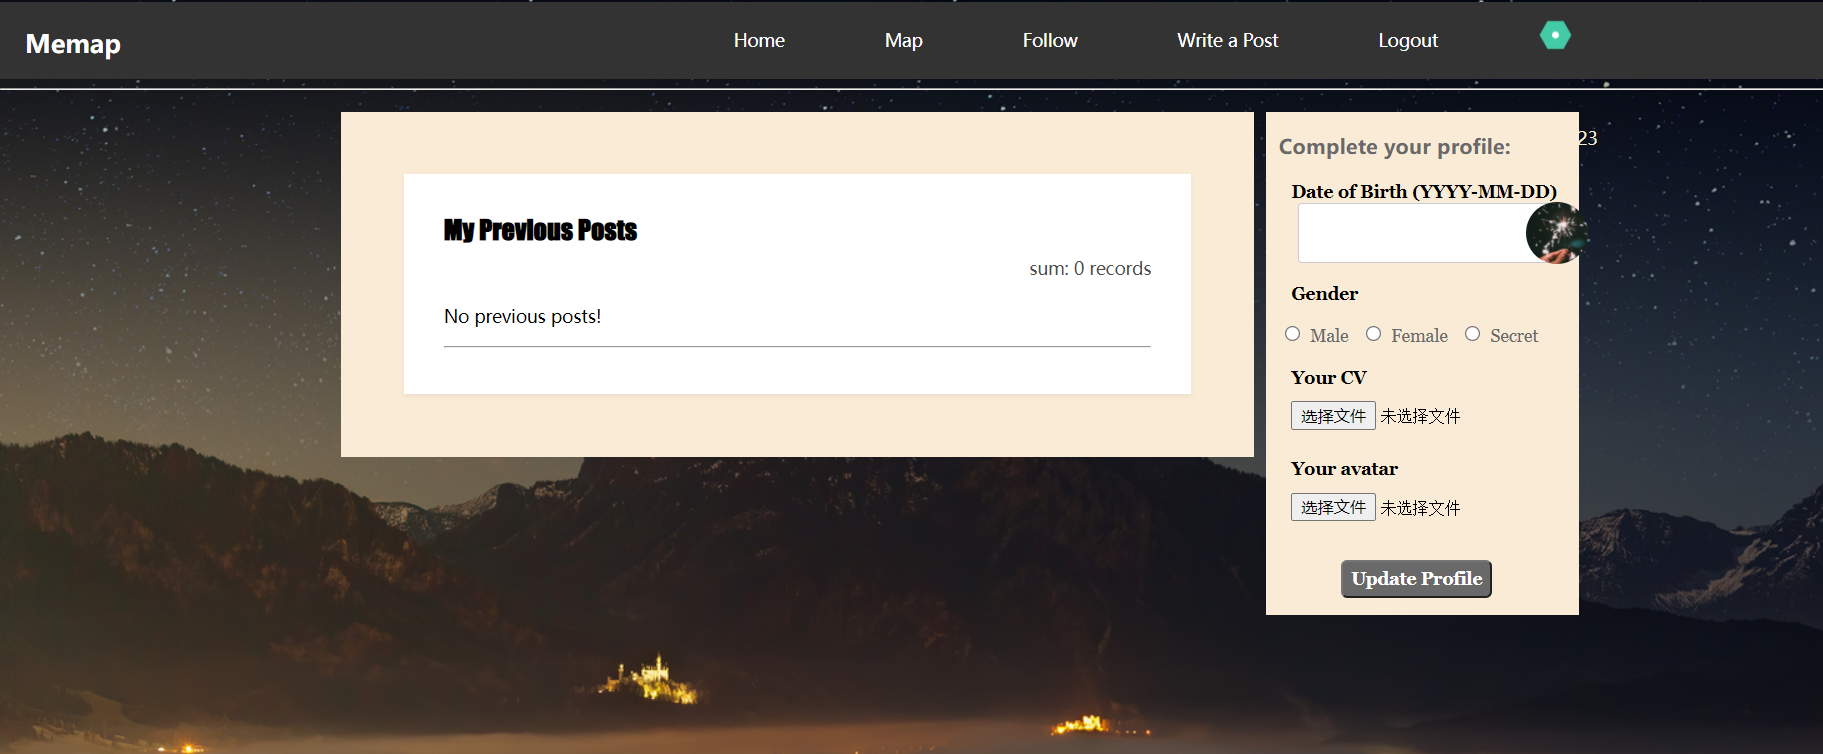 Memap
Home Map Follow Write a Post Logout
My Previous Posts
sum: 0 records
No previous posts!
23
Complete your profile:
Date of Birth (YYYY-MM-DD)
Gender
Male Female Secret
Your CV
选择文件 未选择文件
Your avatar
选择文件 未选择文件
Update Profile